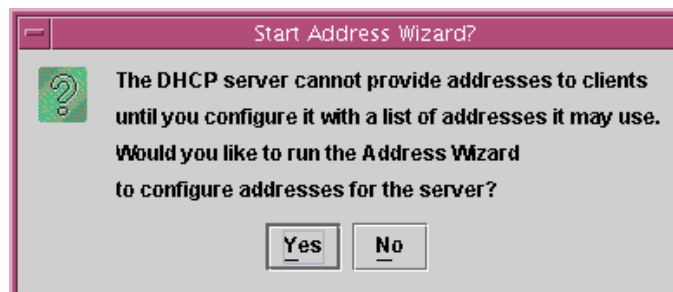 Start Address Wizard?
The DHCP server cannot provide addresses to clients
until you configure it with a list of addresses it may use.
Would you like to run the Address Wizard
to configure addresses for the server?
Yes No